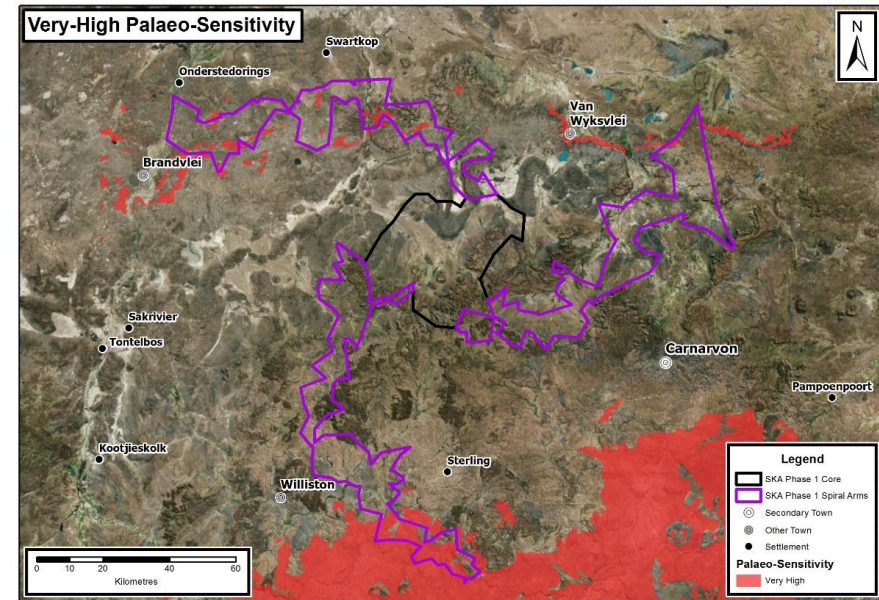 Very-High Palaeo-Sensitivity
N
Swartkop
Onderstedorings
Van
Wyksvlei
Brandvlei
Sakrivier
Tontelbos
Carnarvon
Pampoenpoort
Kootjieskolk
Sterling
Williston
Legend
SKA Phase 1 Core
SKA Phase 1 Spiral Arms
Secondary Town
Other Town
Settlement
Palaeo-Sensitivity
Very High
0 10 20 40 60
Kilometres